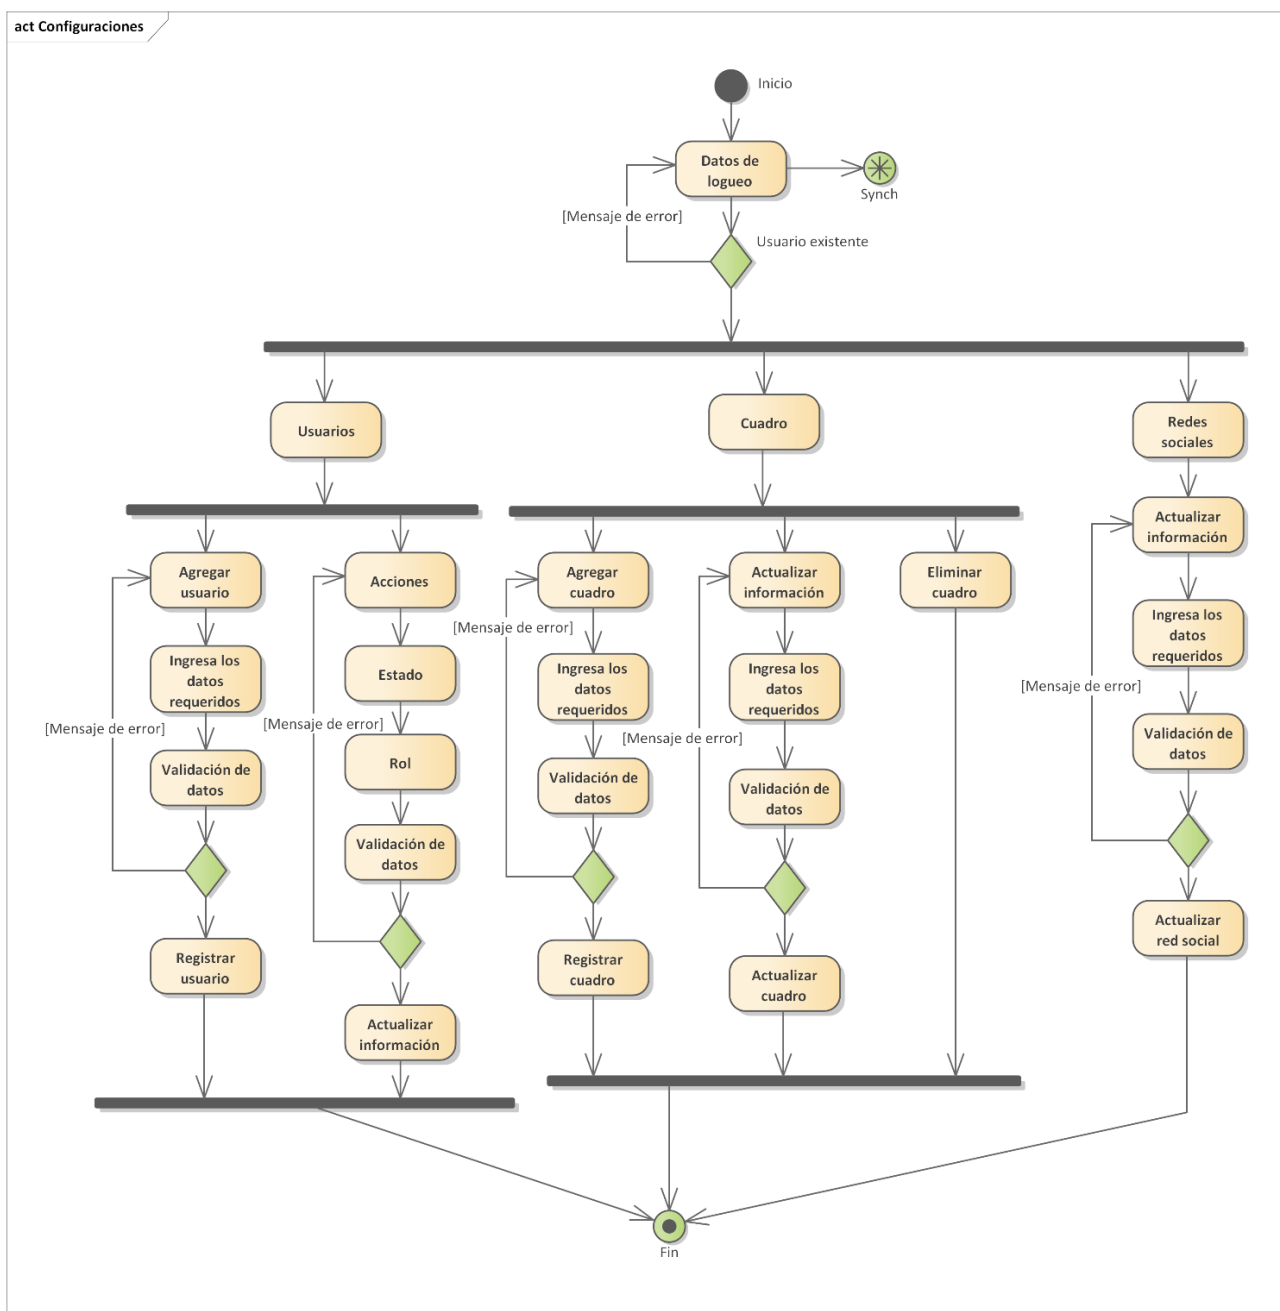 act Configuraciones
Inicio
Datos de
logueo
Synch
[Mensaje de error]
Usuario existente
Usuarios
Cuadro
Redes
sociales
Agregar
usuario
Ingresa los
datos
requeridos
[Mensaje de error]
Validación de
datos
Registrar
usuario
Acciones
Estado
[Mensaje de error]
Rol
Validación de
datos
Actualizar
información
Agregar
cuadro
[Mensaje de error]
Ingresa los
datos
requeridos
Validación de
datos
Registrar
cuadro
Actualizar
información
Ingresa los
datos
requeridos
[Mensaje de error]
Validación de
datos
Actualizar
cuadro
Eliminar
cuadro
Actualizar
información
Ingresa los
datos
requeridos
[Mensaje de error]
Validación de
datos
Actualizar
red social
Fin